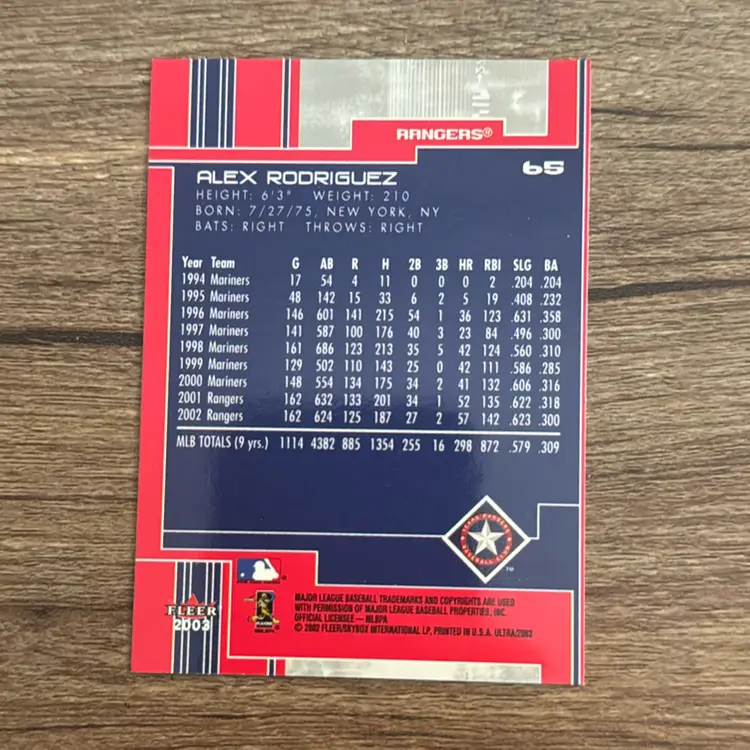 RANGERS®
65
ALEX RODRIGUEZ
HEIGHT: 6'3" WEIGHT: 210
BORN: 7/27/75, NEW YORK, NY
BATS: RIGHT THROWS: RIGHT
Year Team G AB R H 2B 3B HR RBI SLG BA
1994 Mariners 17 54 4 11 0 0 0 2 .204 .204
1995 Mariners 48 142 15 33 6 2 5 19 .408 .232
1996 Mariners 146 601 141 215 54 1 36 123 .631 .358
1997 Mariners 141 587 100 176 40 3 23 84 .496 .300
1998 Mariners 161 686 123 213 35 5 42 124 .560 .310
1999 Mariners 129 502 110 143 25 0 42 111 .586 .285
2000 Mariners 148 554 134 175 34 2 41 132 .606 .316
2001 Rangers 162 632 133 201 34 1 52 135 .622 .318
2002 Rangers 162 624 125 187 27 2 57 142 .623 .300
MLB TOTALS (9 yrs.) 1114 4382 885 1354 255 16 298 872 .579 .309
TEXAS RANGERS
BASEBALL CLUB
TM
MAJOR LEAGUE BASEBALL TRADEMARKS AND COPYRIGHTS ARE USED
WITH PERMISSION OF MAJOR LEAGUE BASEBALL PROPERTIES, INC.
OFFICIAL LICENSEE — MLBPA
© 2002 FLEER/SKYBOX INTERNATIONAL LP, PRINTED IN U.S.A. ULTRA/2003
FLEER
2003